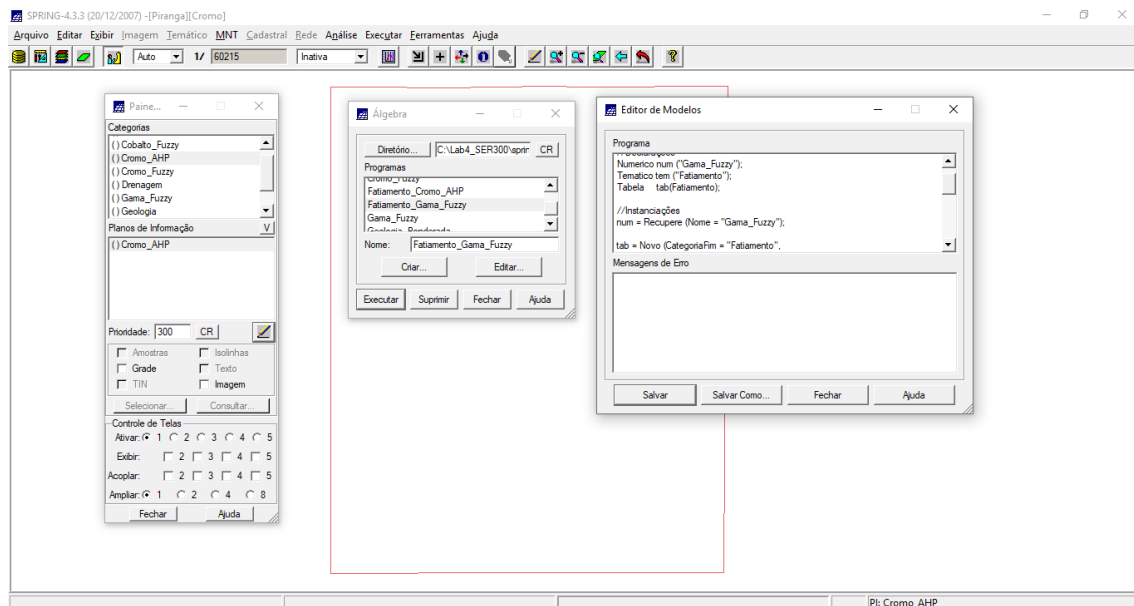 SPRING-4.3.3 (20/12/2007) -[Piranga][Cromo]
Arquivo Editar Exibir Imagem Temático MNT Cadastral Rede Análise Executar Ferramentas Ajuda
Auto 1/ 60215 Inativa
Paine...
Categorias
() Cobalto_Fuzzy
() Cromo_AHP
() Cromo_Fuzzy
() Drenagem
() Gama_Fuzzy
() Geologia
Planos de Informação V
() Cromo_AHP
Prioridade: 300 CR
Amostras Isolinhas
Grade Texto
TIN Imagem
Selecionar... Consultar...
Controle de Telas
Ativar: 1 2 3 4 5
Exibir: 2 3 4 5
Acoplar: 2 3 4 5
Ampliar: 1 2 4 8
Fechar Ajuda
Álgebra
Diretório... C:\Lab4_SER300\sprin CR
Programas
Cromo_Fuzzy
Fatiamento_Cromo_AHP
Fatiamento_Gama_Fuzzy
Gama_Fuzzy
Geologia_Ponderada
Nome: Fatiamento_Gama_Fuzzy
Criar... Editar...
Executar Suprimir Fechar Ajuda
Editor de Modelos
Programa
//Declarações
Numerico num ("Gama_Fuzzy");
Tematico tem ("Fatiamento");
Tabela tab(Fatiamento);
//Instanciações
num = Recupere (Nome = "Gama_Fuzzy");
tab = Novo (CategoriaFim = "Fatiamento",
Mensagens de Erro
Salvar Salvar Como... Fechar Ajuda
PI: Cromo_AHP